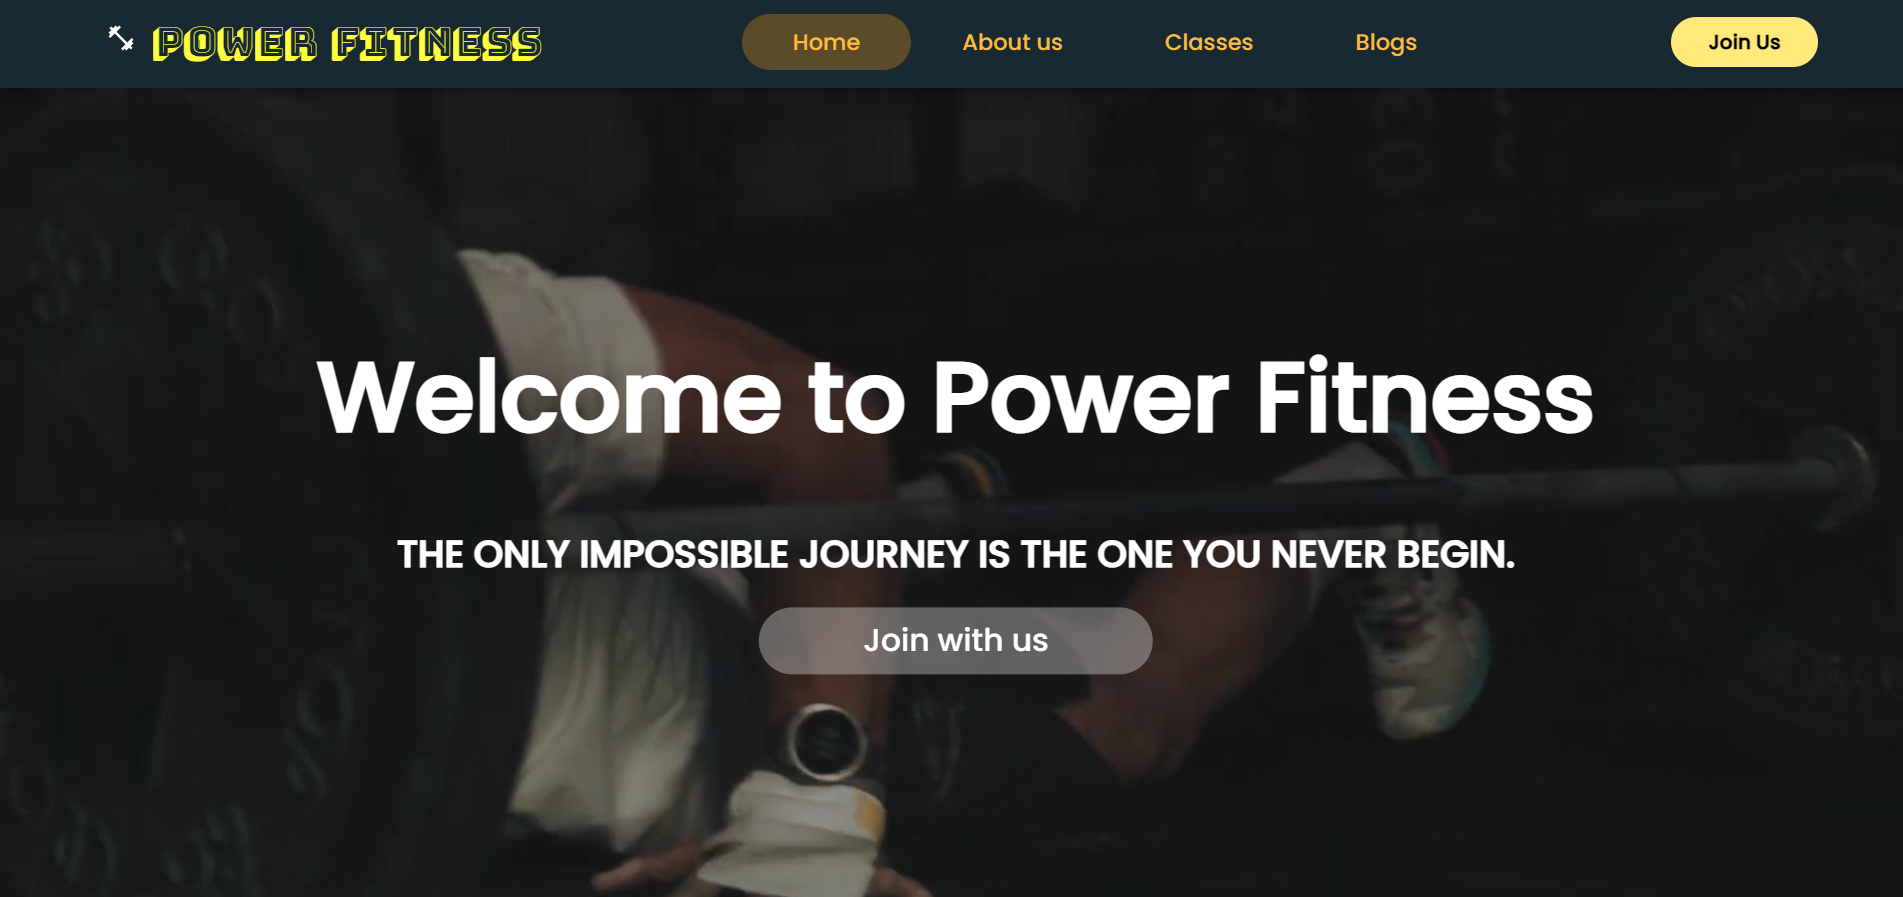 POWER FITNESS
Home
About us
Classes
Blogs
Join Us
Welcome to Power Fitness
THE ONLY IMPOSSIBLE JOURNEY IS THE ONE YOU NEVER BEGIN.
Join with us